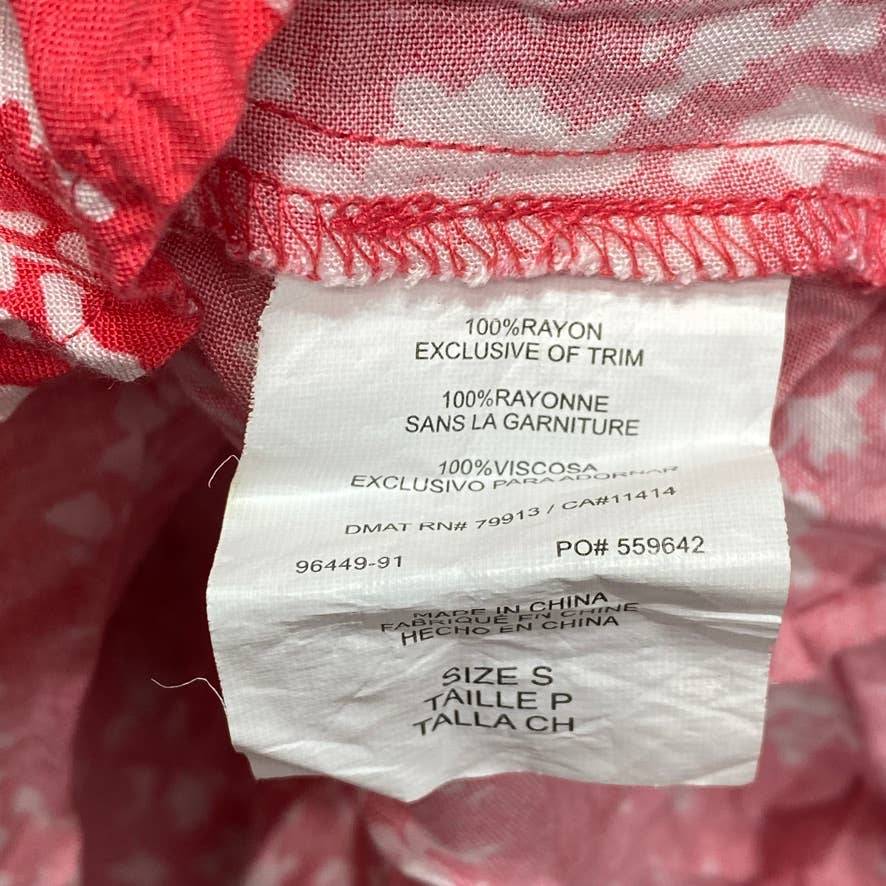 100%RAYON
EXCLUSIVE OF TRIM
100%RAYONNE
SANS LA GARNITURE
100%VISCOSA
EXCLUSIVO PARA ADORNAR
DMAT RN# 79913 / CA#11414
96449-91 PO# 559642
MADE IN CHINA
FABRIQUÉ EN CHINE
HECHO EN CHINA
SIZE S
TAILLE P
TALLA CH